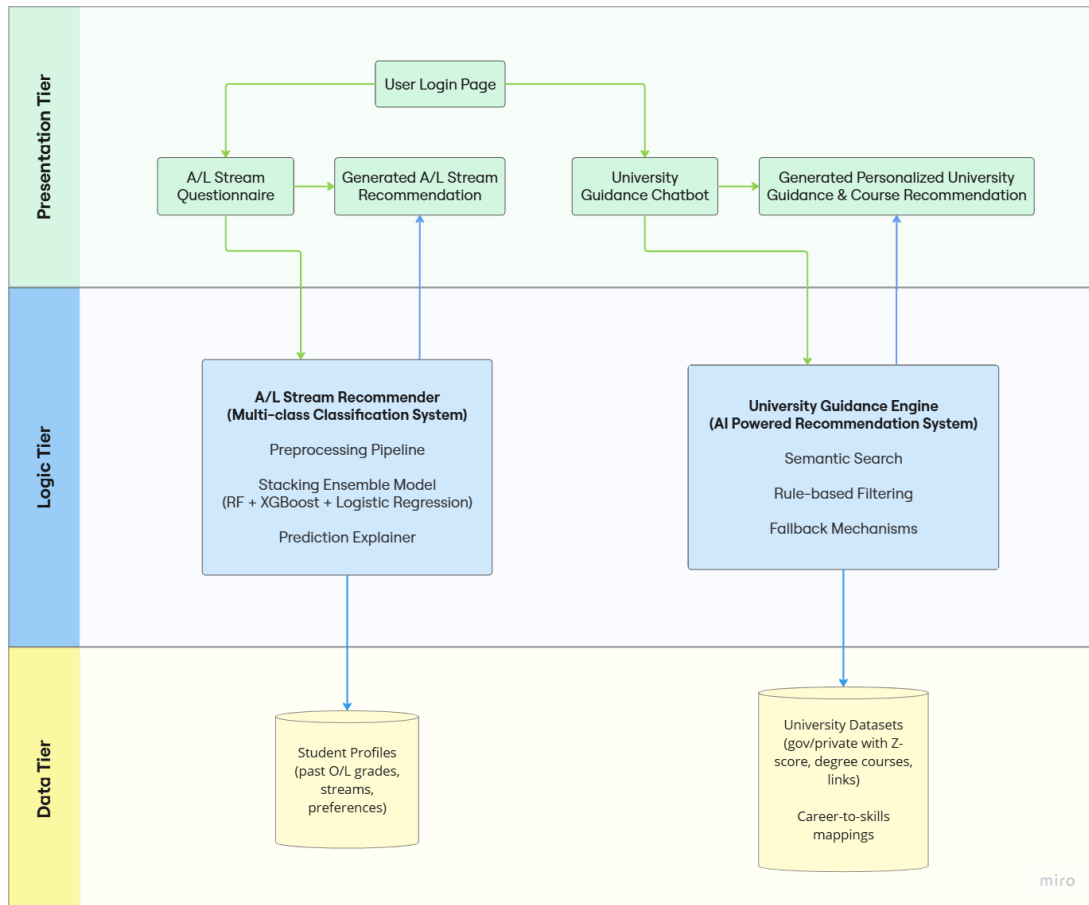 Presentation Tier
User Login Page
A/L Stream
Questionnaire
Generated A/L Stream
Recommendation
University
Guidance Chatbot
Generated Personalized University
Guidance & Course Recommendation
Logic Tier
A/L Stream Recommender
(Multi-class Classification System)
Preprocessing Pipeline
Stacking Ensemble Model
(RF + XGBoost + Logistic Regression)
Prediction Explainer
University Guidance Engine
(AI Powered Recommendation System)
Semantic Search
Rule-based Filtering
Fallback Mechanisms
Data Tier
Student Profiles
(past O/L grades,
streams,
preferences)
University Datasets
(gov/private with Z-
score, degree courses,
links)
Career-to-skills
mappings
miro